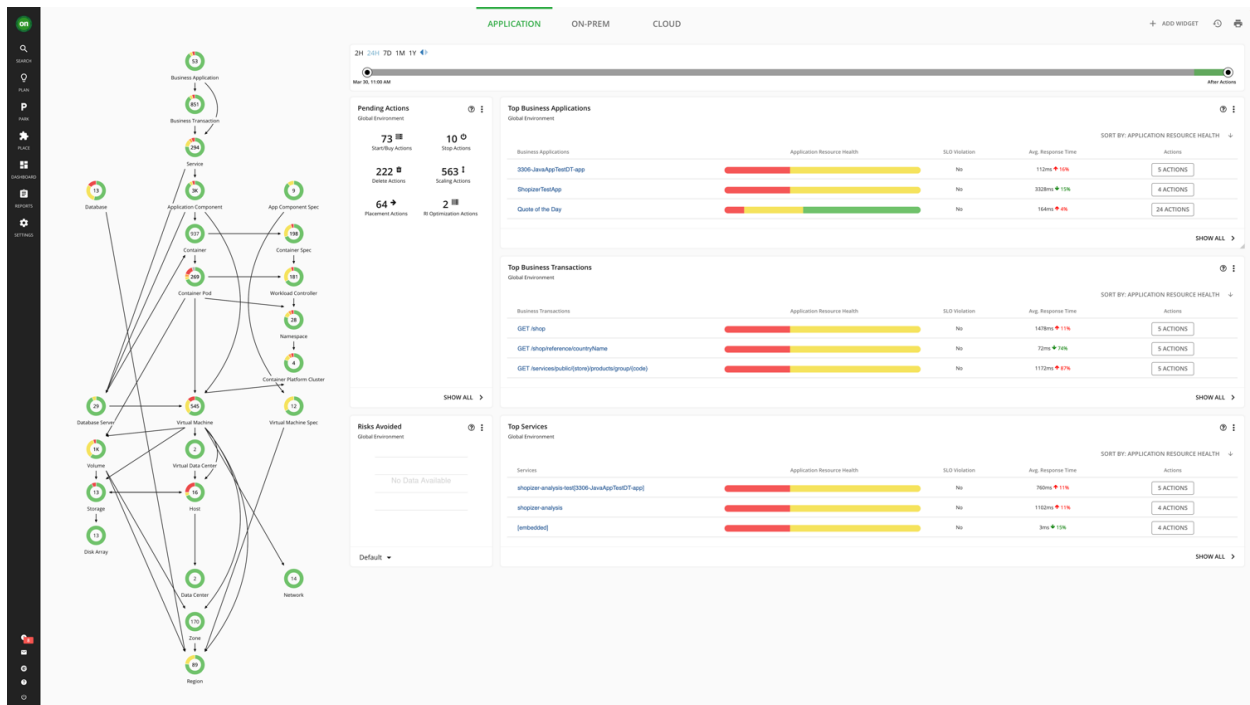 on
APPLICATION
ON-PREM
CLOUD
+ ADD WIDGET
SEARCH
PLAN
P
PARK
PLACE
DASHBOARD
REPORTS
SETTINGS
53
Business Application
851
Business Transaction
294
Service
13
Database
3K
Application Component
9
App Component Spec
937
Container
198
Container Spec
269
Container Pod
181
Workload Controller
28
Namespace
4
Container Platform Cluster
29
Database Server
545
Virtual Machine
12
Virtual Machine Spec
1K
Volume
2
Virtual Data Center
13
Storage
16
Host
13
Disk Array
2
Data Center
14
Network
170
Zone
89
Region
2H 24H 7D 1M 1Y
Mar 30, 11:00 AM
After Actions
Pending Actions
Global Environment
73
Start/Buy Actions
10
Stop Actions
222
Delete Actions
563
Scaling Actions
64
Placement Actions
2
RI Optimization Actions
SHOW ALL
Top Business Applications
Global Environment
SORT BY: APPLICATION RESOURCE HEALTH
Business Applications Application Resource Health SLO Violation Avg. Response Time Actions
3306-JavaAppTestDT-app No 112ms 16% 5 ACTIONS
ShopizerTestApp No 3328ms 15% 4 ACTIONS
Quote of the Day No 164ms 4% 24 ACTIONS
SHOW ALL
Top Business Transactions
Global Environment
SORT BY: APPLICATION RESOURCE HEALTH
Business Transactions Application Resource Health SLO Violation Avg. Response Time Actions
GET /shop No 1478ms 11% 5 ACTIONS
GET /shop/reference/countryName No 72ms 74% 5 ACTIONS
GET /services/public/{store}/products/group/{code} No 1172ms 87% 5 ACTIONS
SHOW ALL
Risks Avoided
Global Environment
No Data Available
Default
Top Services
Global Environment
SORT BY: APPLICATION RESOURCE HEALTH
Services Application Resource Health SLO Violation Avg. Response Time Actions
shopizer-analysis-test[3308-JavaAppTestDT-app] No 760ms 11% 5 ACTIONS
shopizer-analysis No 1102ms 11% 4 ACTIONS
[embedded] No 3ms 15% 4 ACTIONS
SHOW ALL